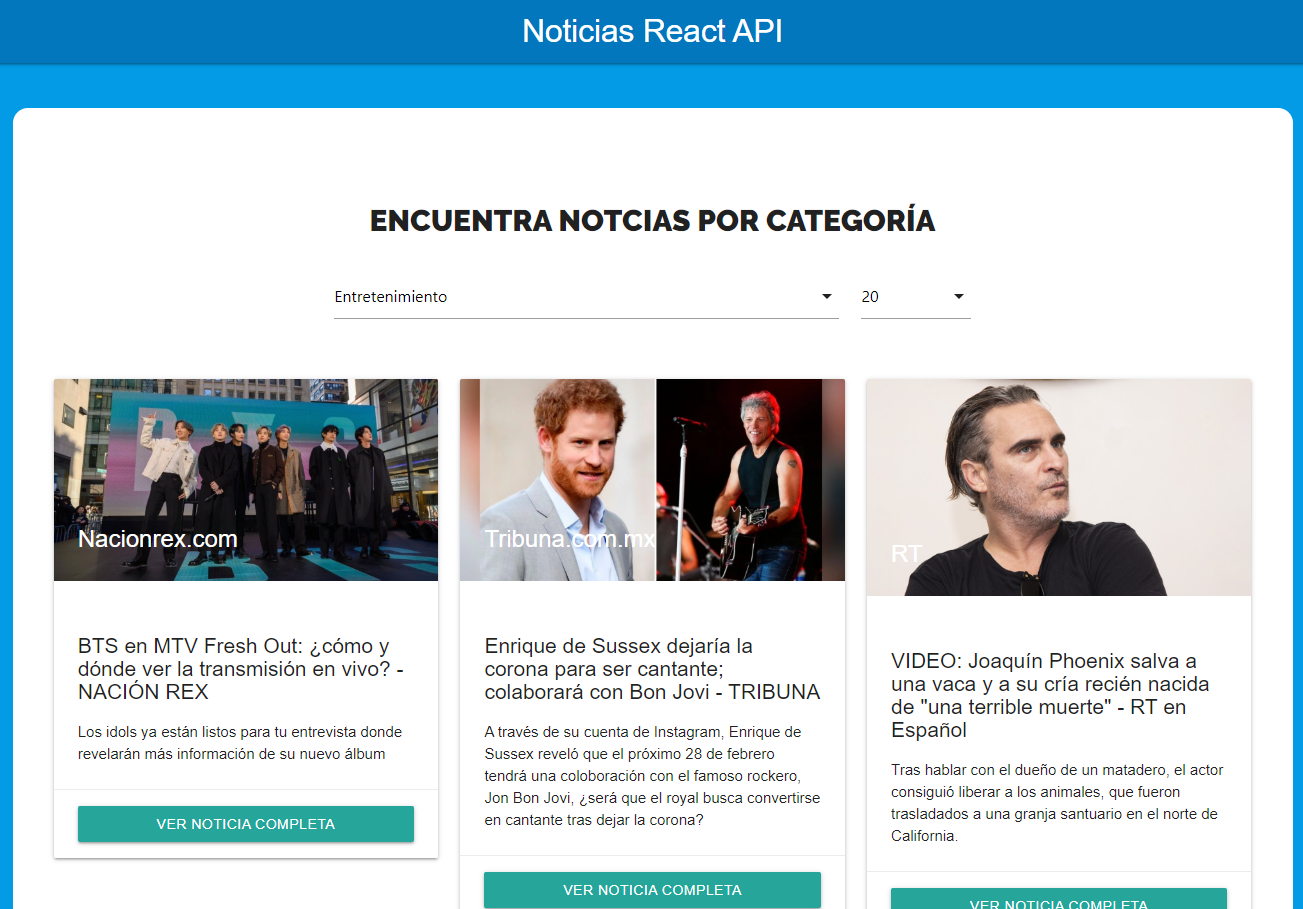 Noticias React API
ENCUENTRA NOTCIAS POR CATEGORÍA
Entretenimiento
20
Nacionrex.com
BTS en MTV Fresh Out: ¿cómo y
dónde ver la transmisión en vivo? -
NACIÓN REX
Los idols ya están listos para tu entrevista donde
revelarán más información de su nuevo álbum
VER NOTICIA COMPLETA
Tribuna.com.mx
Enrique de Sussex dejaría la
corona para ser cantante;
colaborará con Bon Jovi - TRIBUNA
A través de su cuenta de Instagram, Enrique de
Sussex reveló que el próximo 28 de febrero
tendrá una coloboración con el famoso rockero,
Jon Bon Jovi, ¿será que el royal busca convertirse
en cantante tras dejar la corona?
VER NOTICIA COMPLETA
RT
VIDEO: Joaquín Phoenix salva a
una vaca y a su cría recién nacida
de "una terrible muerte" - RT en
Español
Tras hablar con el dueño de un matadero, el actor
consiguió liberar a los animales, que fueron
trasladados a una granja santuario en el norte de
California.
VER NOTICIA COMPLETA